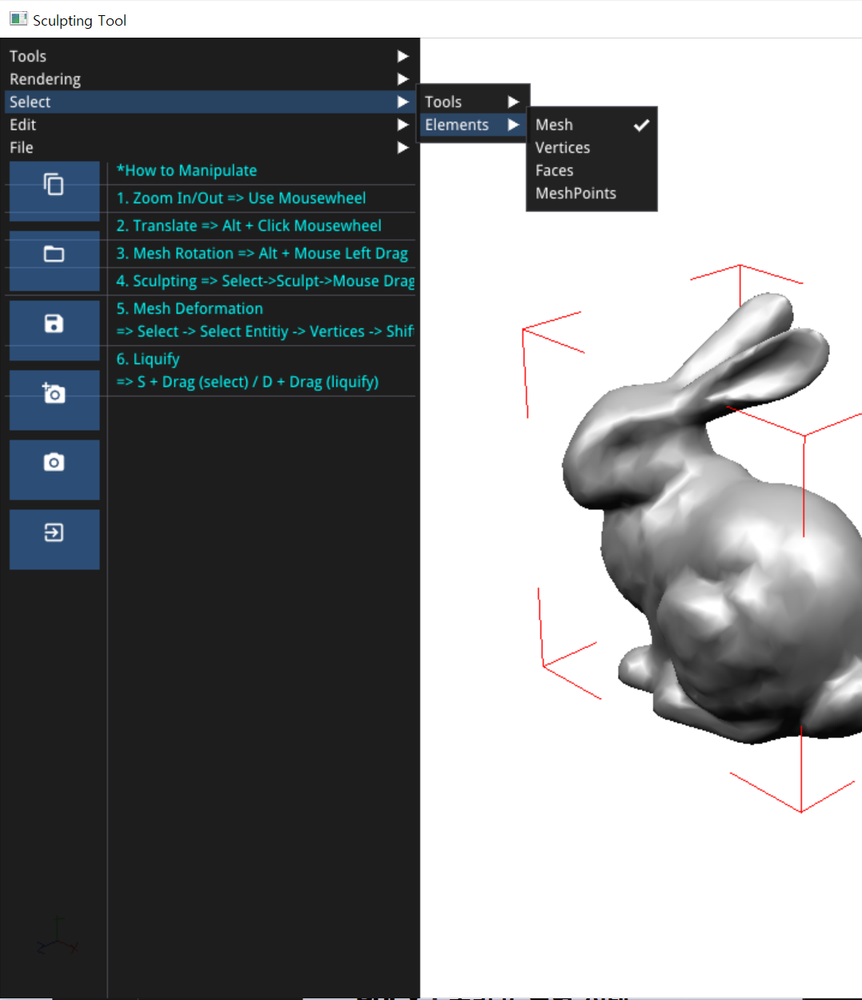 Sculpting Tool
Tools
Rendering
Select
Edit
File
Tools
Elements
Mesh
Vertices
Faces
MeshPoints
*How to Manipulate
1. Zoom In/Out => Use Mousewheel
2. Translate => Alt + Click Mousewheel
3. Mesh Rotation => Alt + Mouse Left Drag
4. Sculpting => Select->Sculpt->Mouse Drag
5. Mesh Deformation
=> Select -> Select Entitiy -> Vertices -> Shif
6. Liquify
=> S + Drag (select) / D + Drag (liquify)